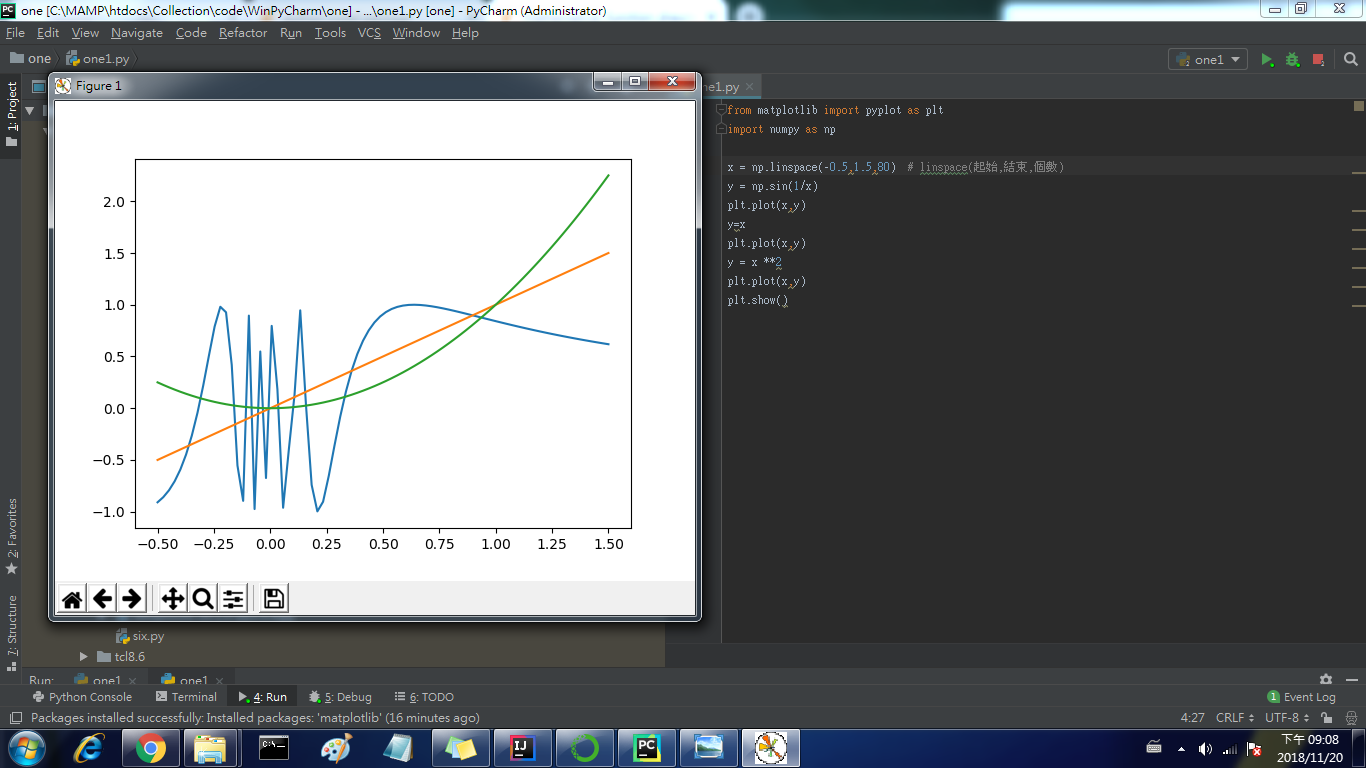 one [C:\MAMP\htdocs\Collection\code\WinPyCharm\one] - ...\one1.py [one] - PyCharm (Administrator)
File Edit View Navigate Code Refactor Run Tools VCS Window Help
one one1.py one1
1: Project
Figure 1
one1.py
from matplotlib import pyplot as plt
import numpy as np
x = np.linspace(-0.5,1.5,80) # linspace(起始,結束,個數)
y = np.sin(1/x)
plt.plot(x,y)
y=x
plt.plot(x,y)
y = x **2
plt.plot(x,y)
plt.show()
2.0
1.5
1.0
0.5
0.0
−0.5
−1.0
−0.50 −0.25 0.00 0.25 0.50 0.75 1.00 1.25 1.50
2: Favorites
7: Structure
six.py
tcl8.6
Run: one1 one1
Python Console Terminal 4: Run 5: Debug 6: TODO 1 Event Log
Packages installed successfully: Installed packages: 'matplotlib' (16 minutes ago) 4:27 CRLF UTF-8
下午 09:08
2018/11/20